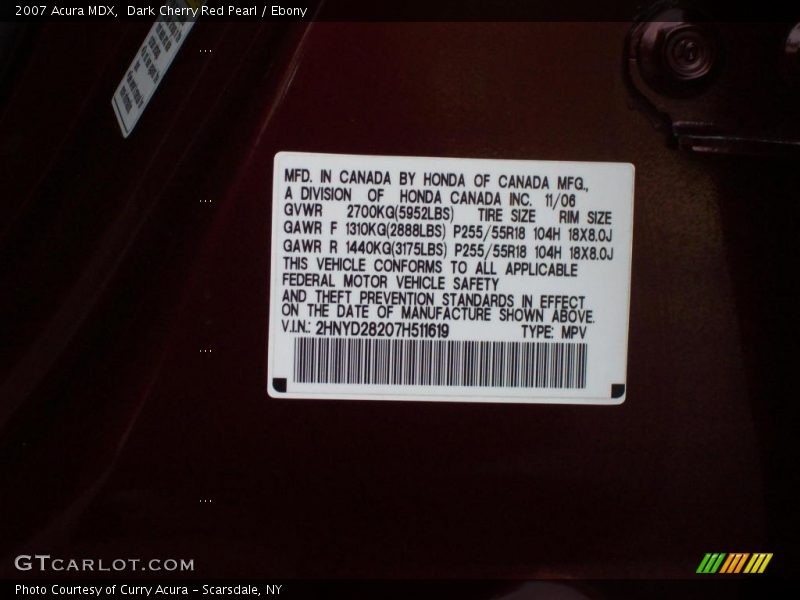 2007 Acura MDX,  Dark Cherry Red Pearl / Ebony
MFD. IN CANADA BY HONDA OF CANADA MFG.,
A DIVISION OF HONDA CANADA INC. 11/06
GVWR 2700KG(5952LBS) TIRE SIZE RIM SIZE
GAWR F 1310KG(2888LBS) P255/55R18 104H 18X8.0J
GAWR R 1440KG(3175LBS) P255/55R18 104H 18X8.0J
THIS VEHICLE CONFORMS TO ALL APPLICABLE
FEDERAL MOTOR VEHICLE SAFETY
AND THEFT PREVENTION STANDARDS IN EFFECT
ON THE DATE OF MANUFACTURE SHOWN ABOVE.
V.I.N.: 2HNYD28207H511619 TYPE: MPV
GTCARLOT.COM
Photo Courtesy of Curry Acura - Scarsdale, NY